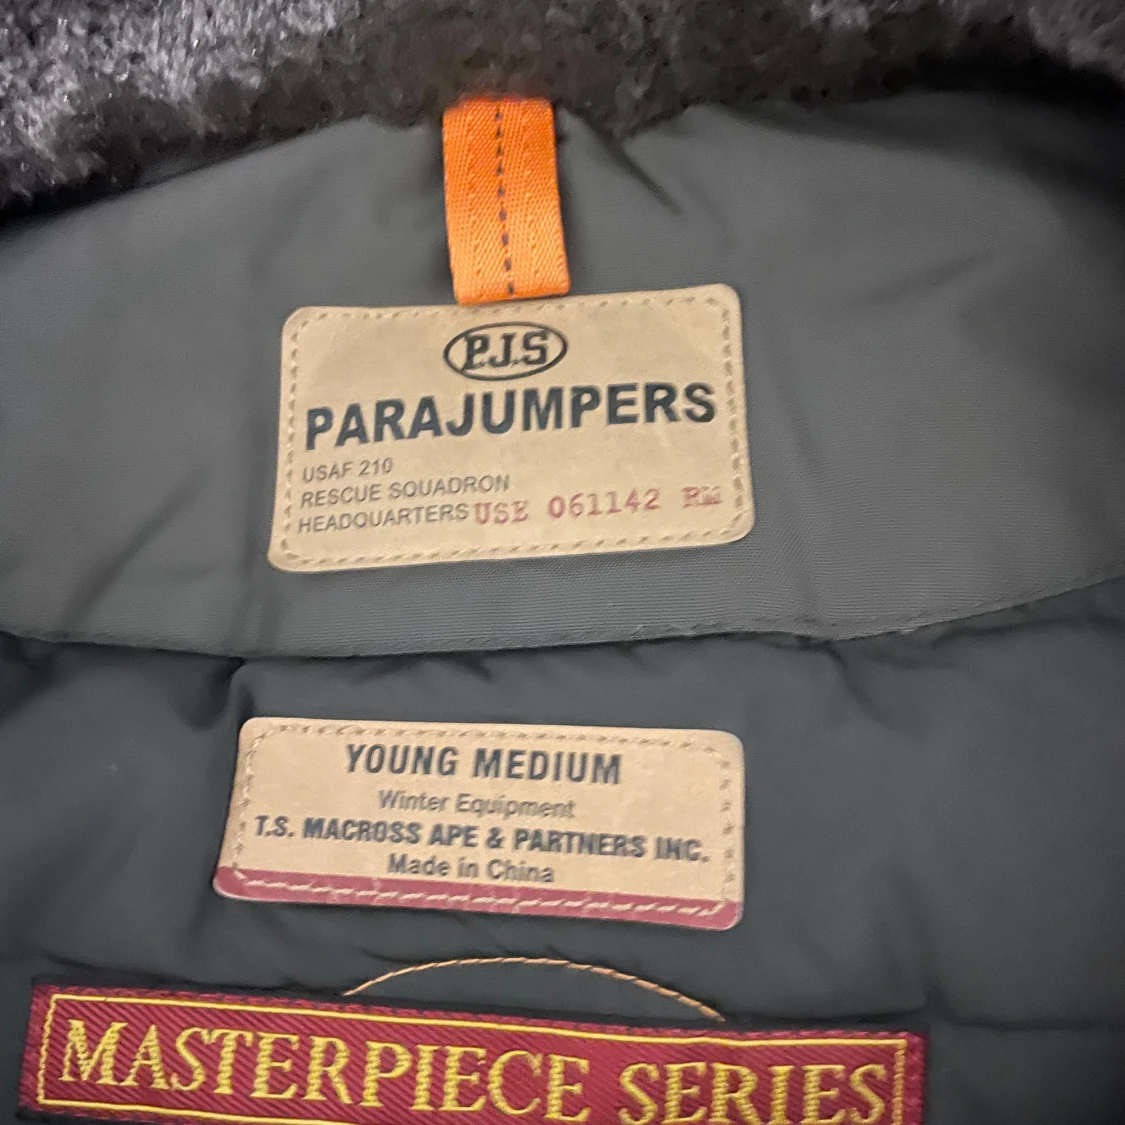 P.J.S
PARAJUMPERS
USAF 210
RESCUE SQUADRON
HEADQUARTERS USE 061142 RM
YOUNG MEDIUM
Winter Equipment
T.S. MACROSS APE & PARTNERS INC.
Made in China
MASTERPIECE SERIES